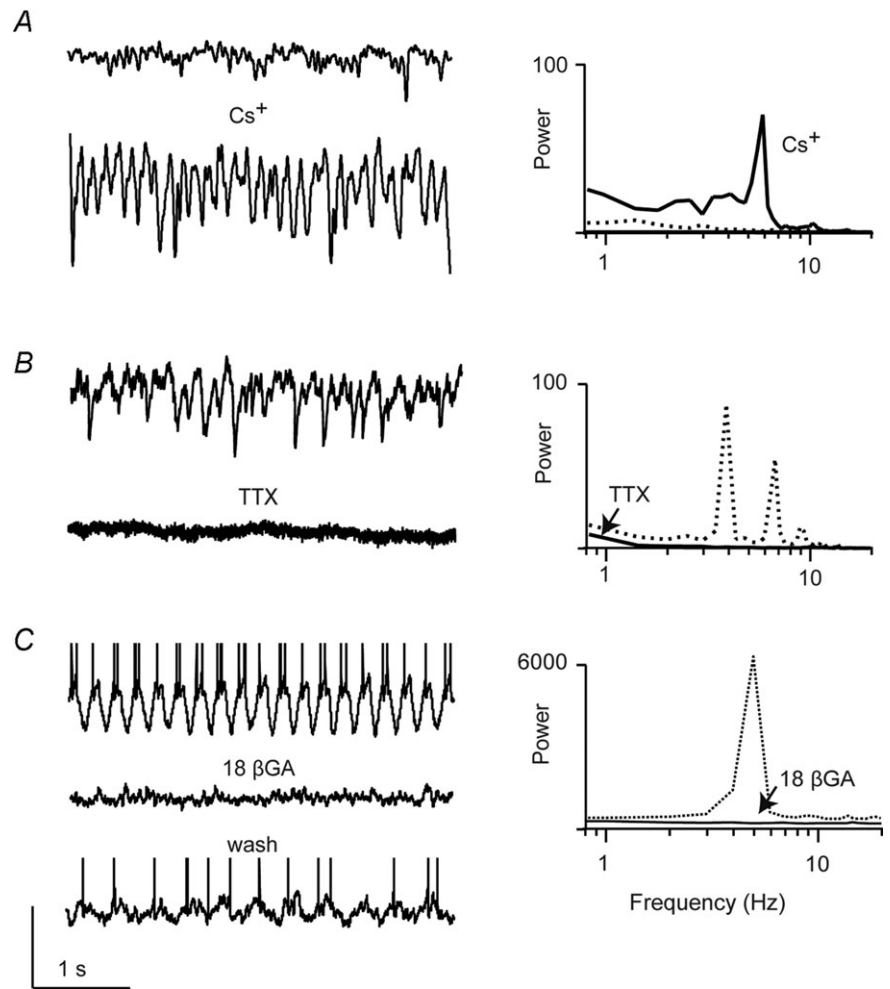 A
Cs+
100
Power
Cs+
1
10
B
TTX
100
Power
TTX
1
10
C
18 βGA
wash
1 s
6000
Power
18 βGA
1
10
Frequency (Hz)